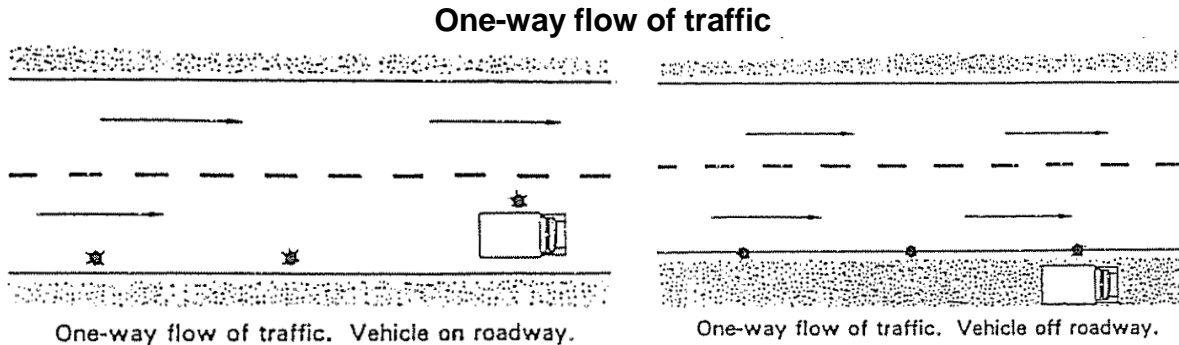 One-way flow of traffic
One-way flow of traffic. Vehicle on roadway.
One-way flow of traffic. Vehicle off roadway.